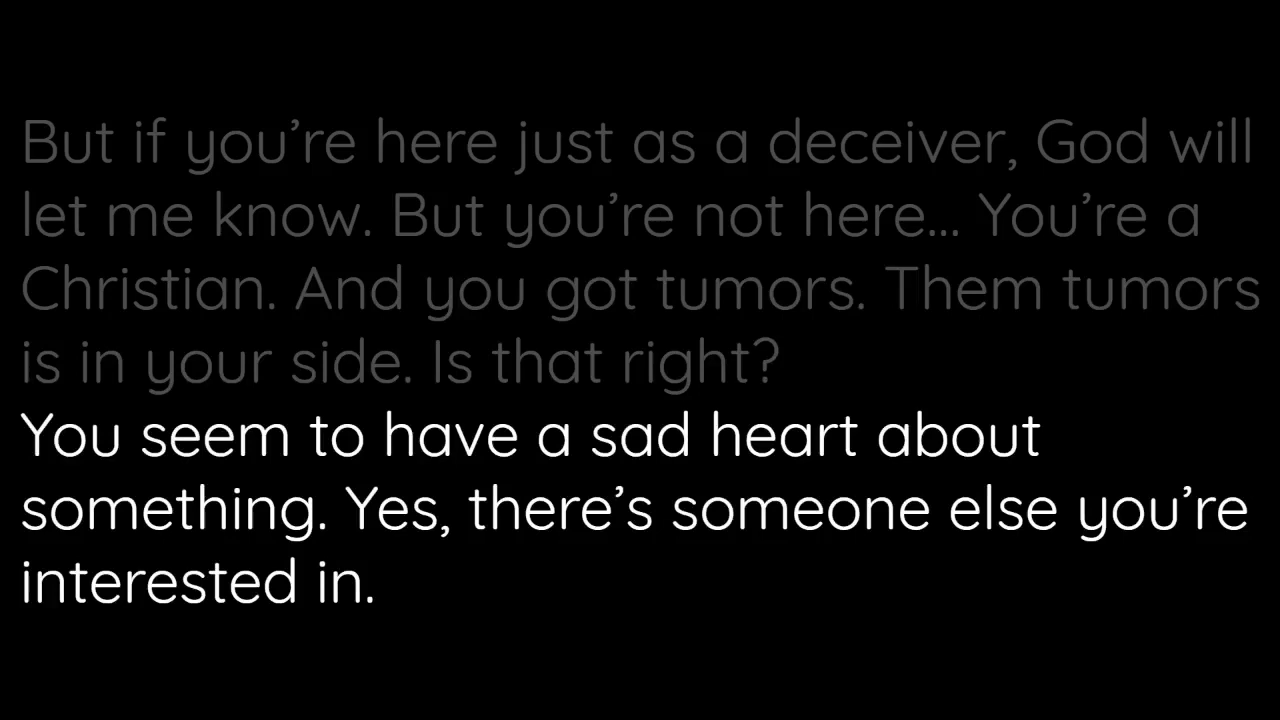 But if you’re here just as a deceiver, God will
let me know. But you’re not here... You’re a
Christian. And you got tumors. Them tumors
is in your side. Is that right?
You seem to have a sad heart about
something. Yes, there’s someone else you’re
interested in.